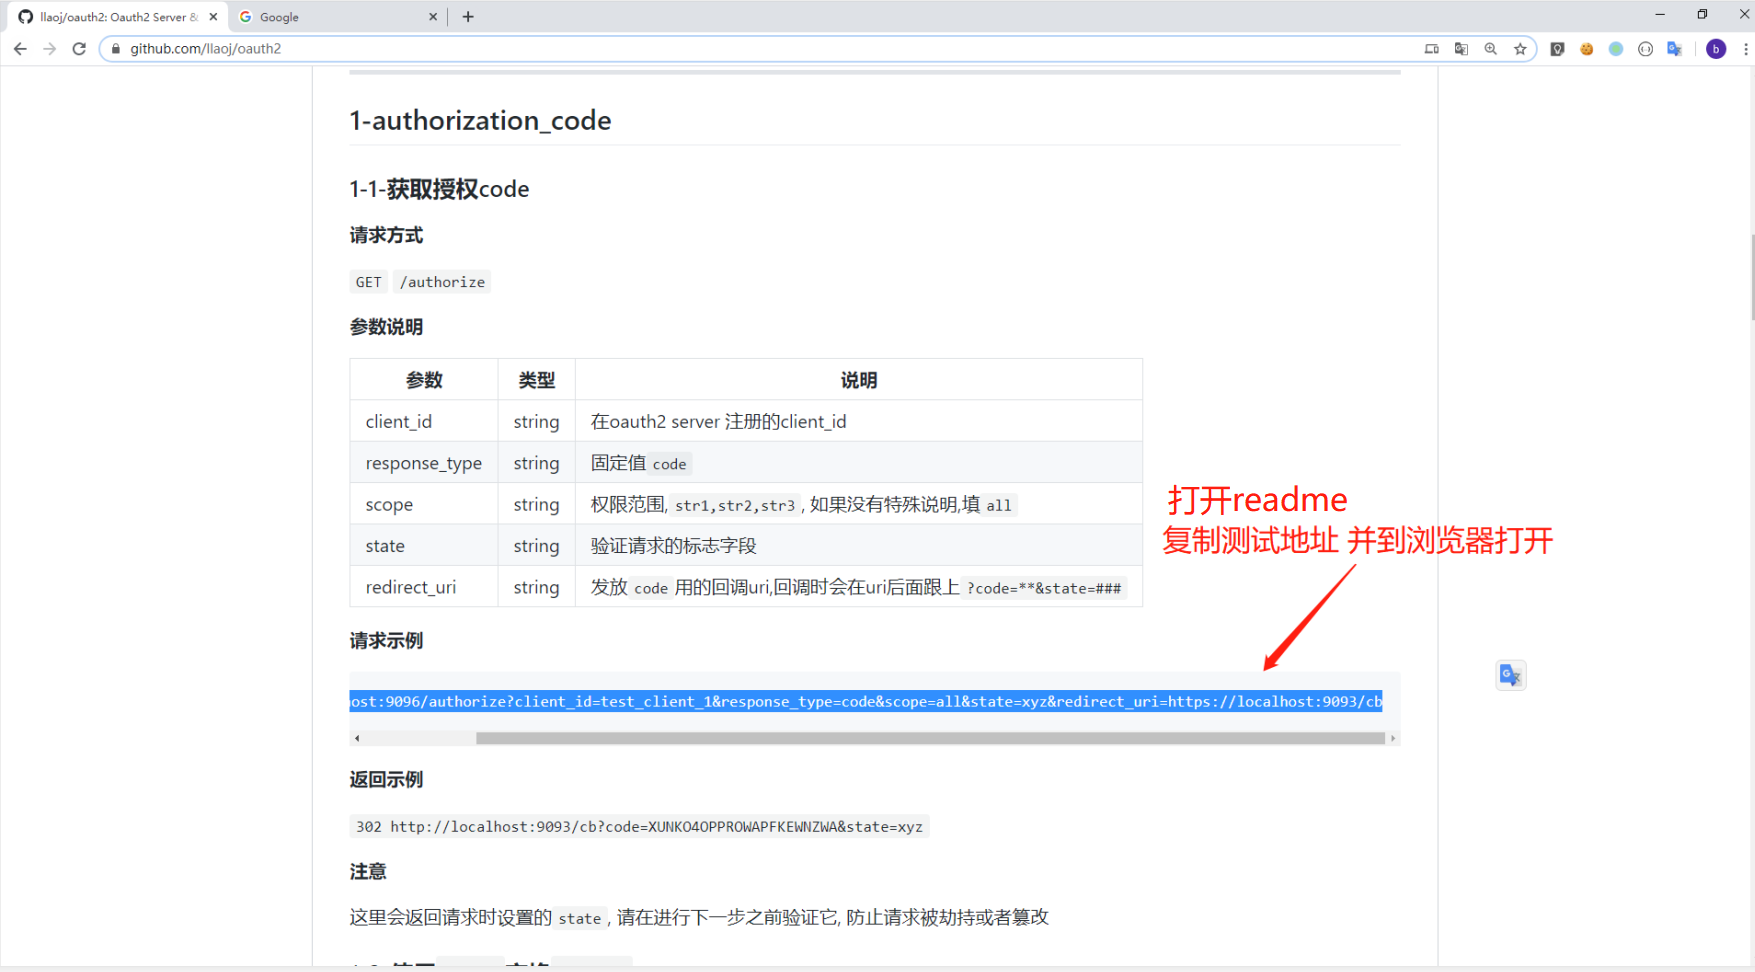 llaoj/oauth2: Oauth2 Server &
Google
github.com/llaoj/oauth2
b
1-authorization_code
1-1-获取授权code
请求方式
GET /authorize
参数说明
参数 类型 说明
client_id string 在oauth2 server 注册的client_id
response_type string 固定值 code
scope string 权限范围, str1,str2,str3 , 如果没有特殊说明,填 all
state string 验证请求的标志字段
redirect_uri string 发放 code 用的回调uri,回调时会在uri后面跟上 ?code=**&state=###
打开readme
复制测试地址 并到浏览器打开
请求示例
ost:9096/authorize?client_id=test_client_1&response_type=code&scope=all&state=xyz&redirect_uri=https://localhost:9093/cb
返回示例
302 http://localhost:9093/cb?code=XUNKO4OPPROWAPFKEWNZWA&state=xyz
注意
这里会返回请求时设置的 state , 请在进行下一步之前验证它, 防止请求被劫持或者篡改